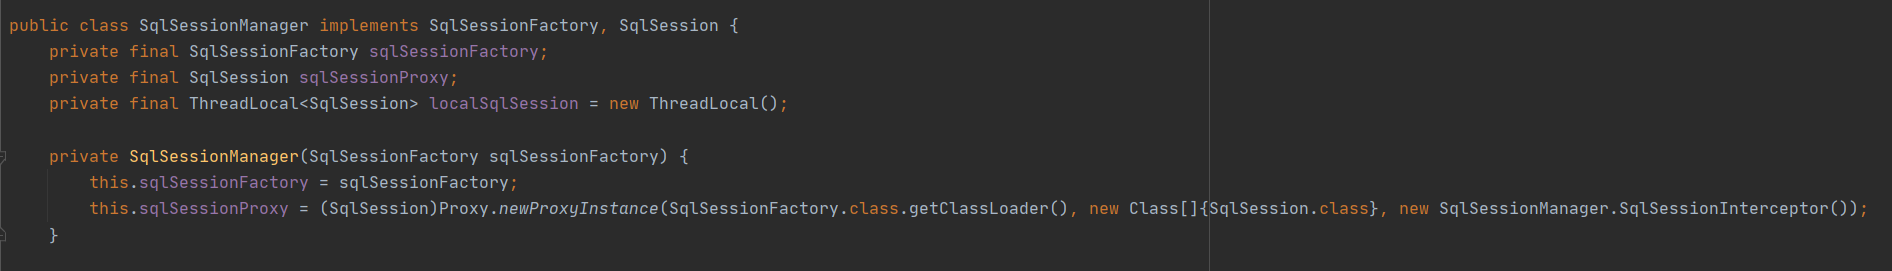 public class SqlSessionManager implements SqlSessionFactory, SqlSession {
    private final SqlSessionFactory sqlSessionFactory;
    private final SqlSession sqlSessionProxy;
    private final ThreadLocal<SqlSession> localSqlSession = new ThreadLocal();

    private SqlSessionManager(SqlSessionFactory sqlSessionFactory) {
        this.sqlSessionFactory = sqlSessionFactory;
        this.sqlSessionProxy = (SqlSession)Proxy.newProxyInstance(SqlSessionFactory.class.getClassLoader(), new Class[]{SqlSession.class}, new SqlSessionManager.SqlSessionInterceptor());
    }